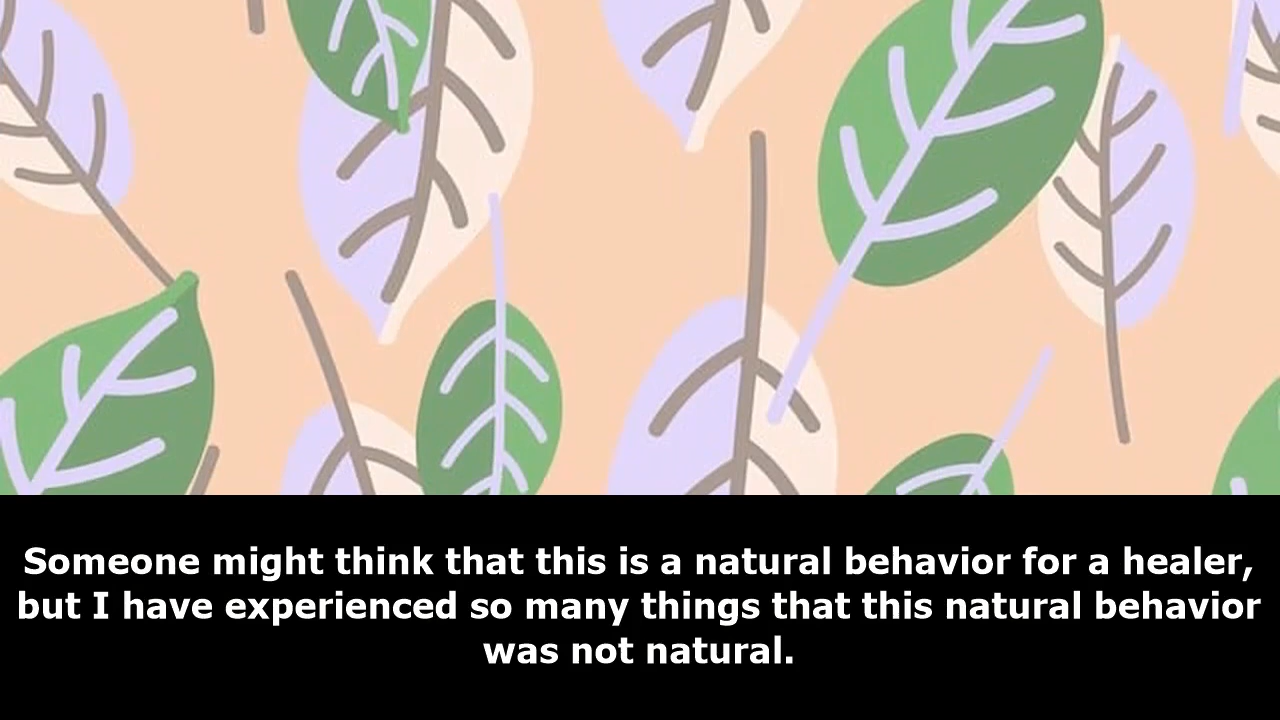 Someone might think that this is a natural behavior for a healer,
but I have experienced so many things that this natural behavior
was not natural.